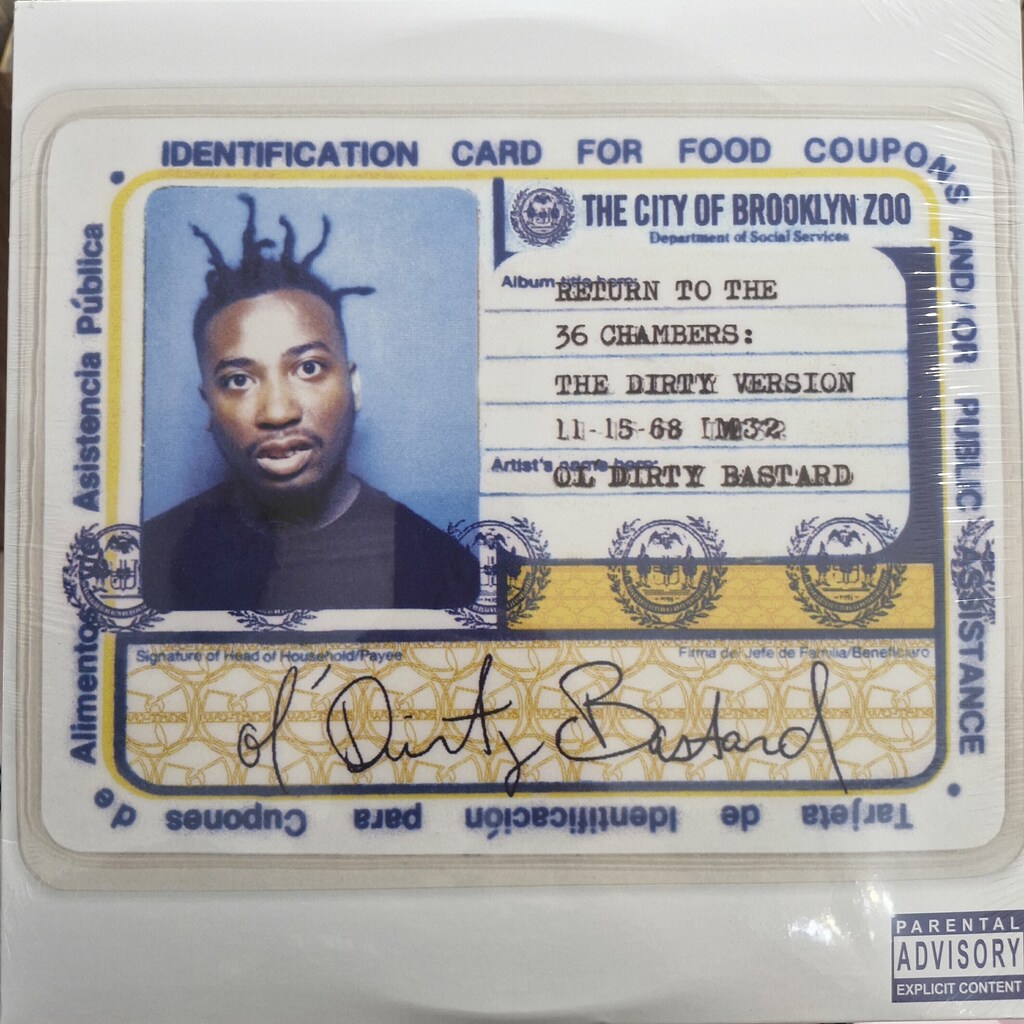 IDENTIFICATION CARD FOR FOOD COUPONS AND/OR PUBLIC ASSISTANCE
THE CITY OF BROOKLYN ZOO
Department of Social Services
Album title here:
RETURN TO THE
36 CHAMBERS:
THE DIRTY VERSION
11-15-68
Artist's name here:
OL DIRTY BASTARD
Signature of Head of Household/Payee
Firma del Jefe de Familia/Beneficiaro
ol' Dirty Bastard
WU-TANG
Tarjeta de Identificación para Cupones de
Alimentos y/o Asistencia Pública
PARENTAL
ADVISORY
EXPLICIT CONTENT